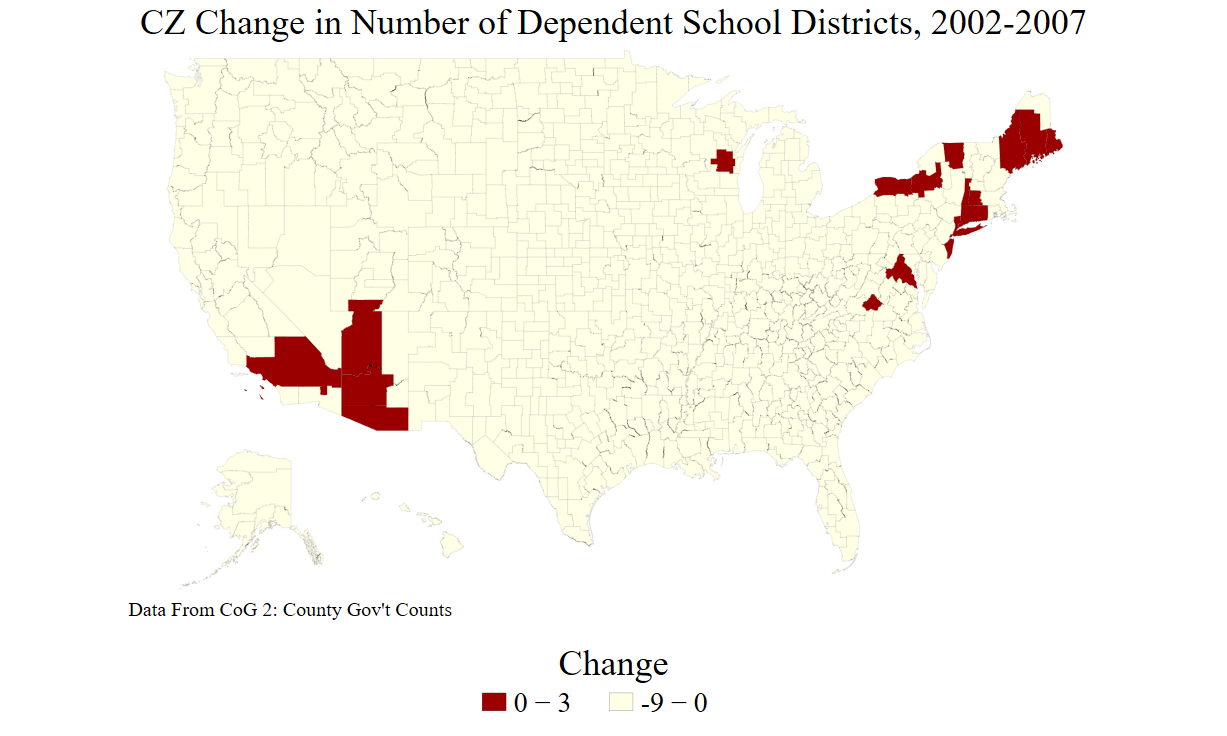 CZ Change in Number of Dependent School Districts, 2002-2007
Data From CoG 2: County Gov't Counts
Change
0 − 3
-9 − 0